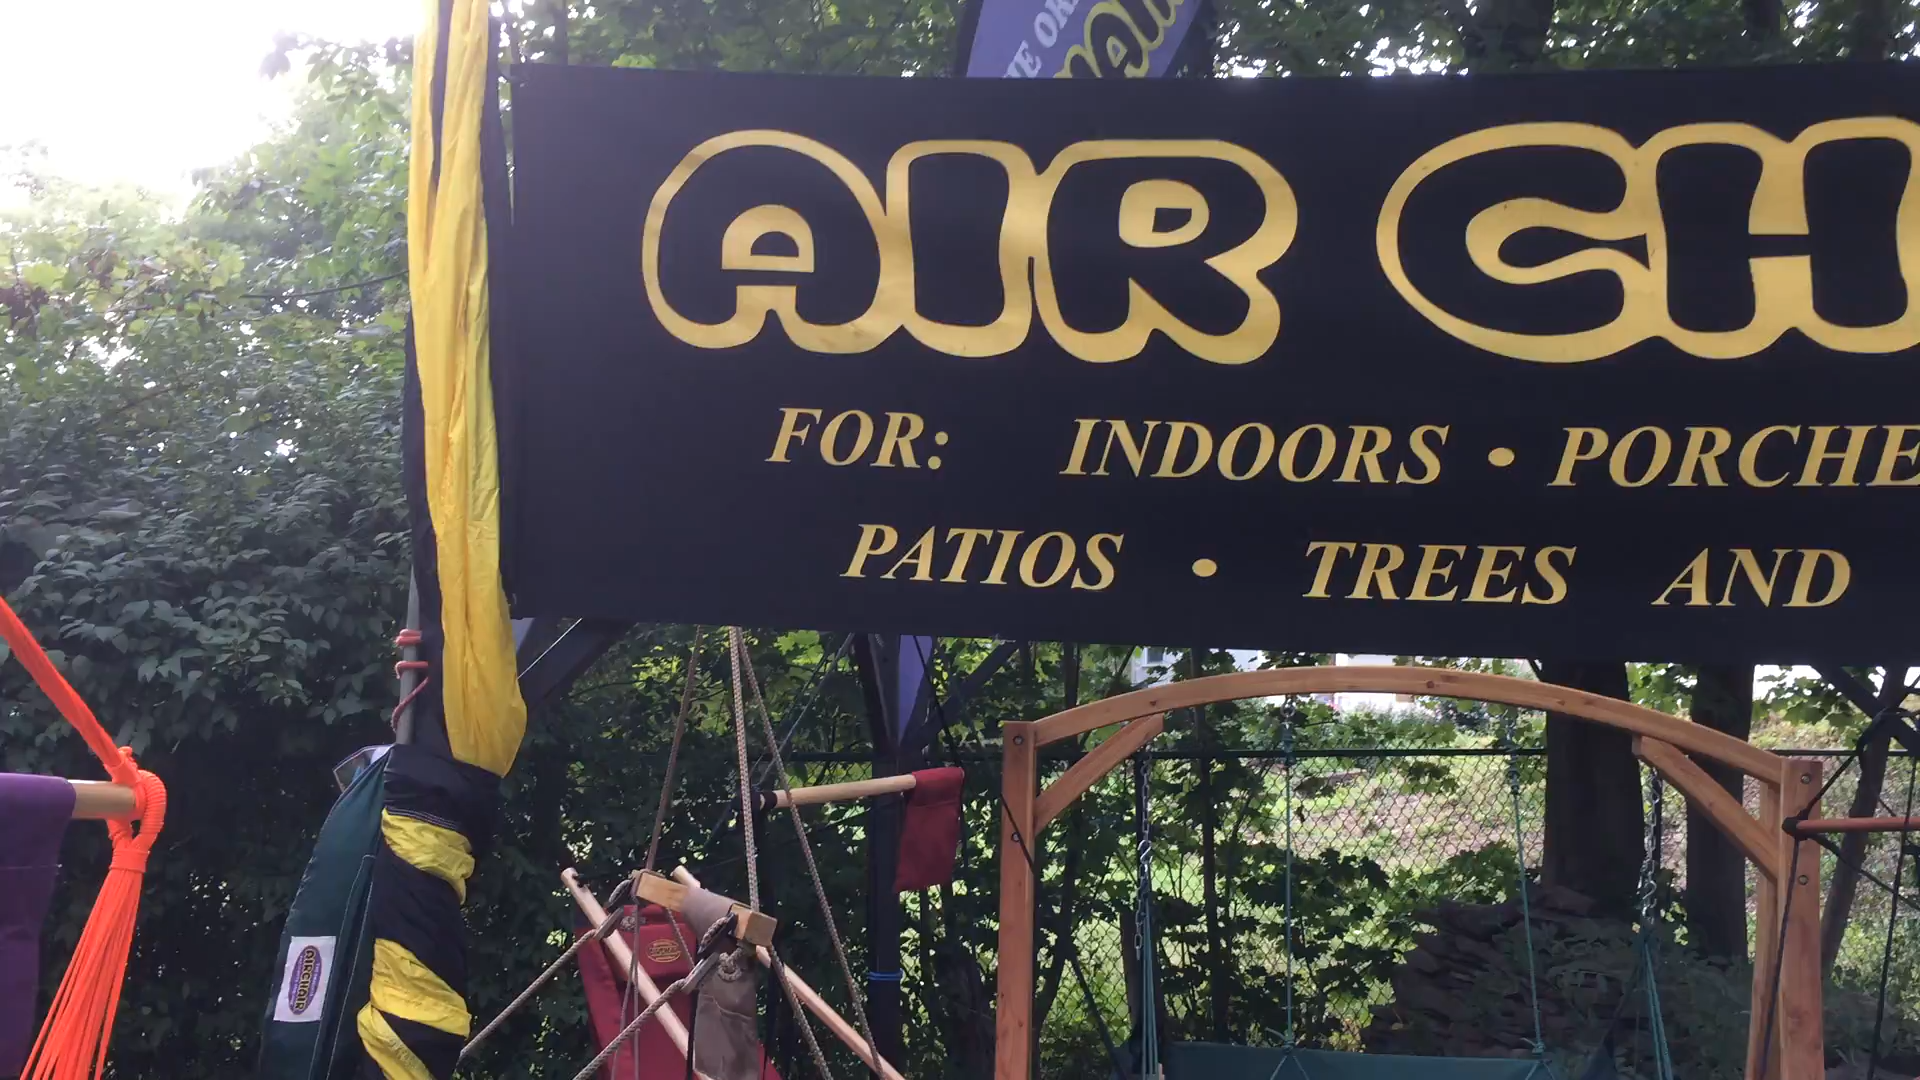 AIR CH
FOR: INDOORS • PORCHE
PATIOS • TREES AND